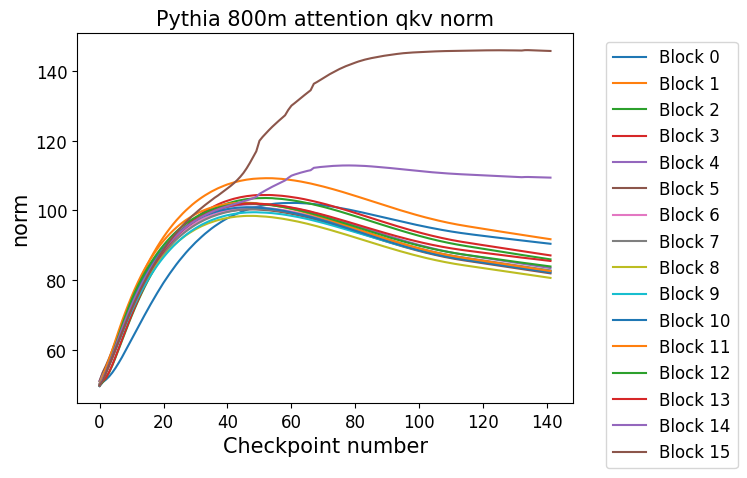 Pythia 800m attention qkv norm
norm
140
120
100
80
60
0 20 40 60 80 100 120 140
Checkpoint number
Block 0
Block 1
Block 2
Block 3
Block 4
Block 5
Block 6
Block 7
Block 8
Block 9
Block 10
Block 11
Block 12
Block 13
Block 14
Block 15